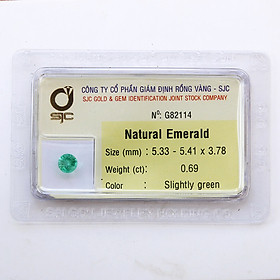 SJC
CÔNG TY CỔ PHẦN GIÁM ĐỊNH RỒNG VÀNG - SJC
SJC GOLD & GEM IDENTIFICATION JOINT STOCK COMPANY
Nº: G82114
Natural Emerald
Size (mm) : 5.33 - 5.41 x 3.78
Weight (ct) : 0.69
Color : Slightly green